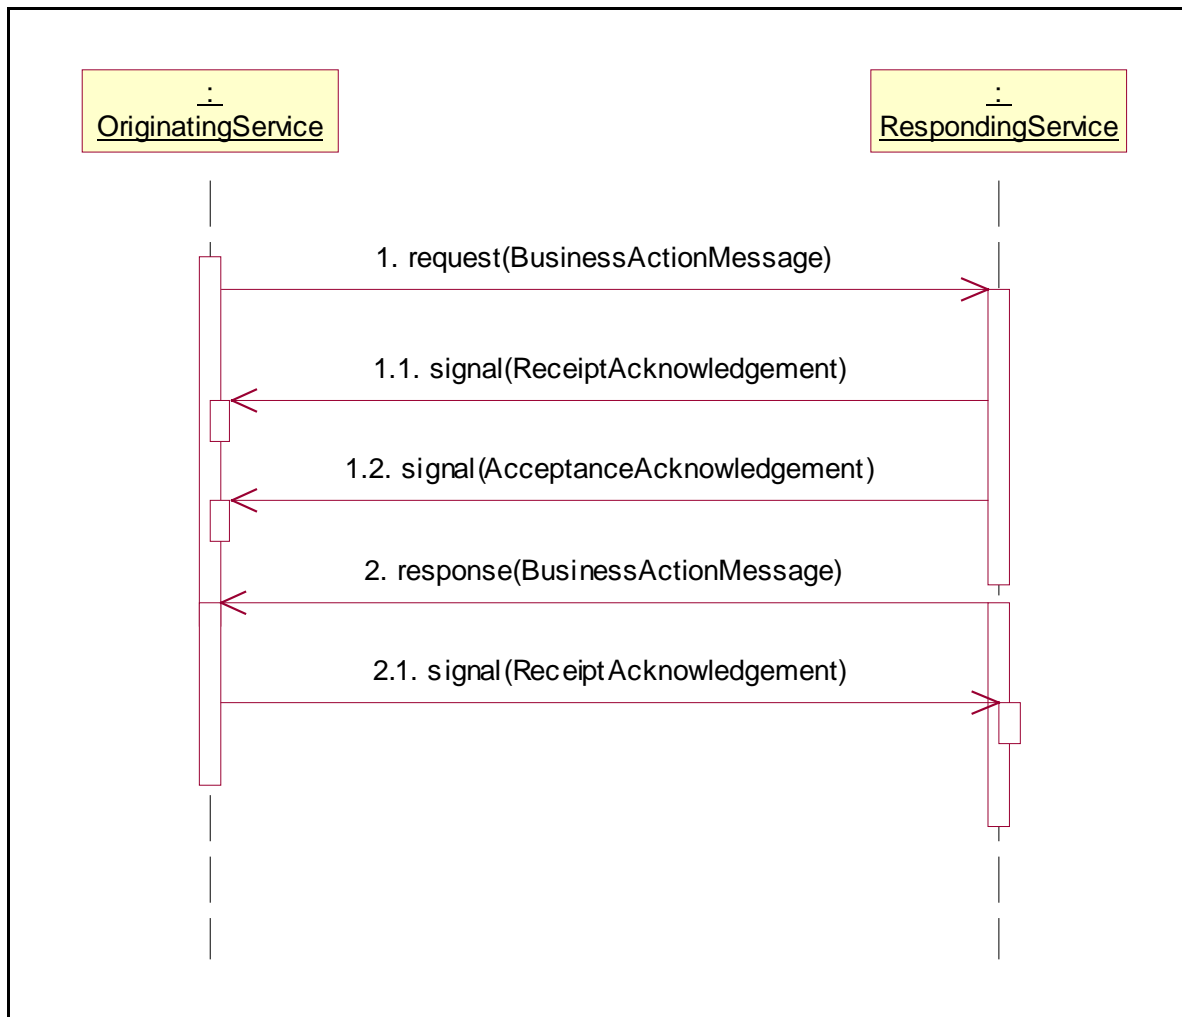 :
OriginatingService
:
RespondingService
1. request(BusinessActionMessage)
1.1. signal(ReceiptAcknowledgement)
1.2. signal(AcceptanceAcknowledgement)
2. response(BusinessActionMessage)
2.1. signal(ReceiptAcknowledgement)